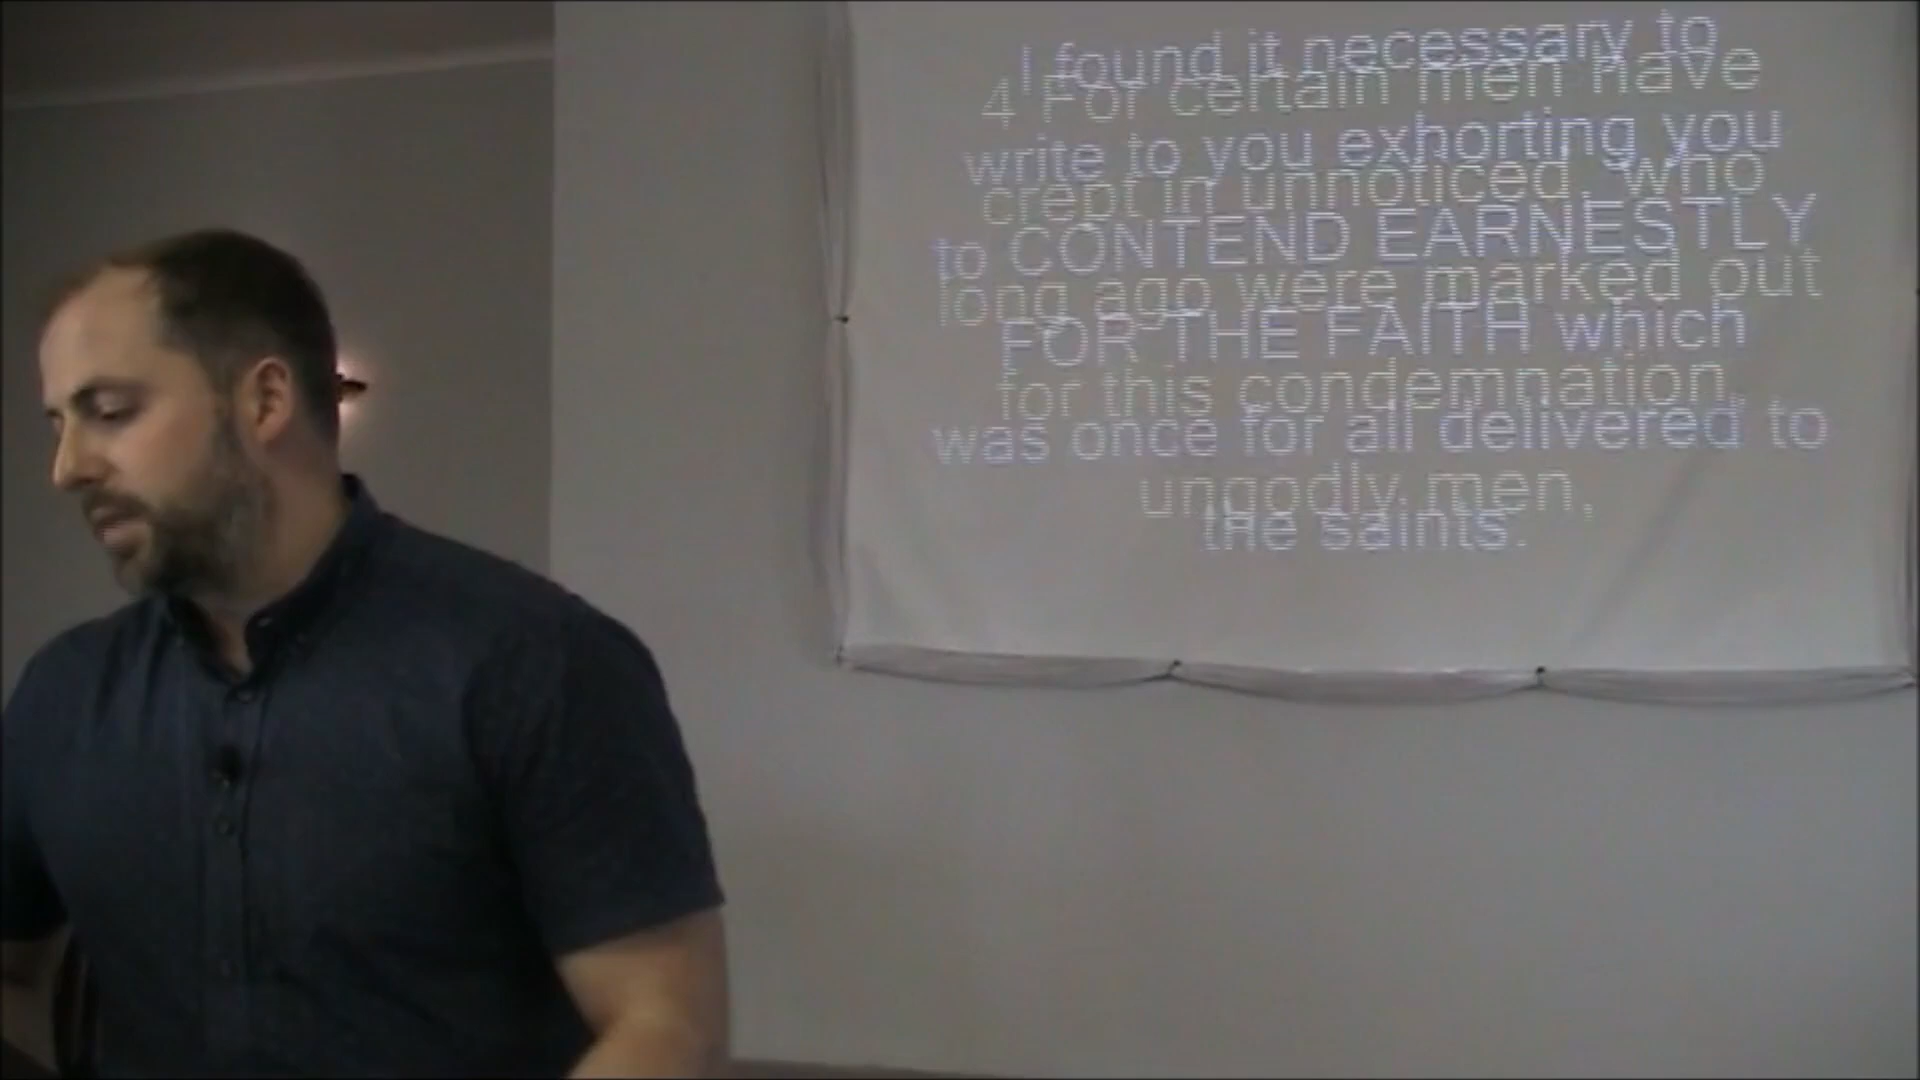 I found it necessary to
write to you exhorting you
to CONTEND EARNESTLY
FOR THE FAITH which
was once for all delivered to
the saints.
4 For certain men have
crept in unnoticed, who
long ago were marked out
for this condemnation,
ungodly men,